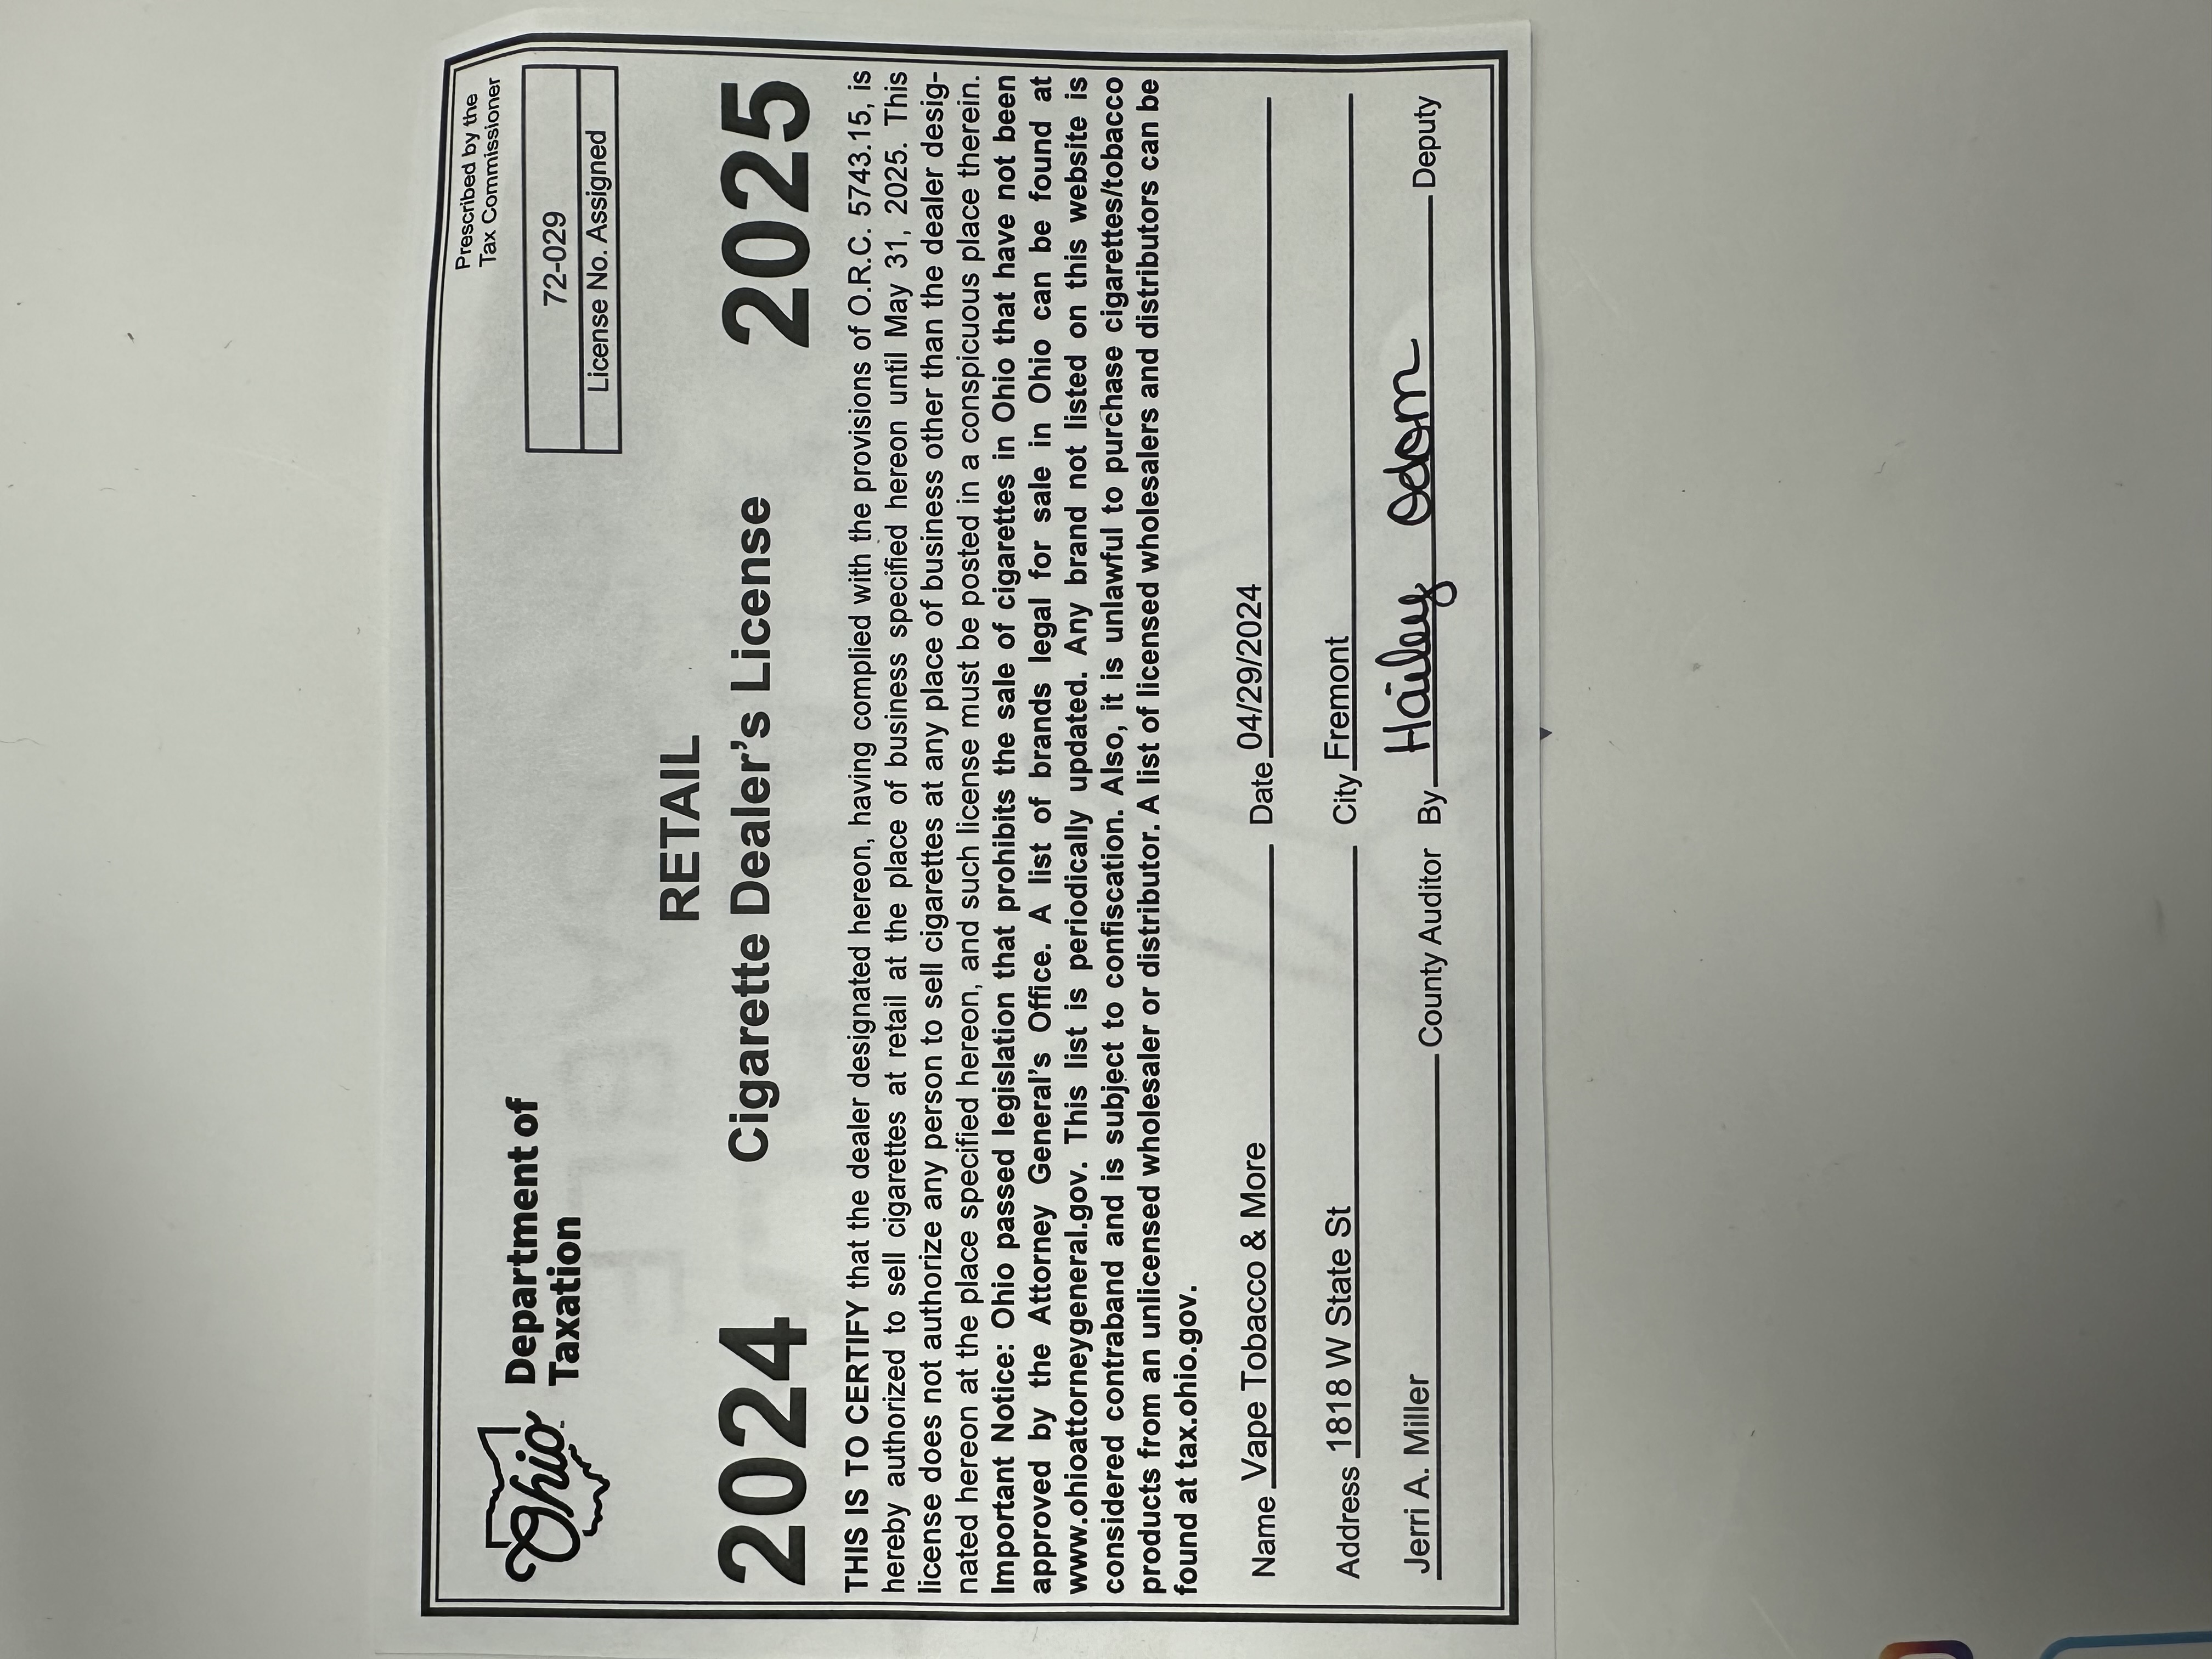 Ohio
Department of
Taxation
Prescribed by the
Tax Commissioner
72-029
License No. Assigned
RETAIL
2024 Cigarette Dealer's License 2025
THIS IS TO CERTIFY that the dealer designated hereon, having complied with the provisions of O.R.C. 5743.15, is
hereby authorized to sell cigarettes at retail at the place of business specified hereon until May 31, 2025. This
license does not authorize any person to sell cigarettes at any place of business other than the dealer desig-
nated hereon at the place specified hereon, and such license must be posted in a conspicuous place therein.
Important Notice: Ohio passed legislation that prohibits the sale of cigarettes in Ohio that have not been
approved by the Attorney General's Office. A list of brands legal for sale in Ohio can be found at
www.ohioattorneygeneral.gov. This list is periodically updated. Any brand not listed on this website is
considered contraband and is subject to confiscation. Also, it is unlawful to purchase cigarettes/tobacco
products from an unlicensed wholesaler or distributor. A list of licensed wholesalers and distributors can be
found at tax.ohio.gov.
Name Vape Tobacco & More Date 04/29/2024
Address 1818 W State St City Fremont
Jerri A. Miller County Auditor By Hailey Odom Deputy